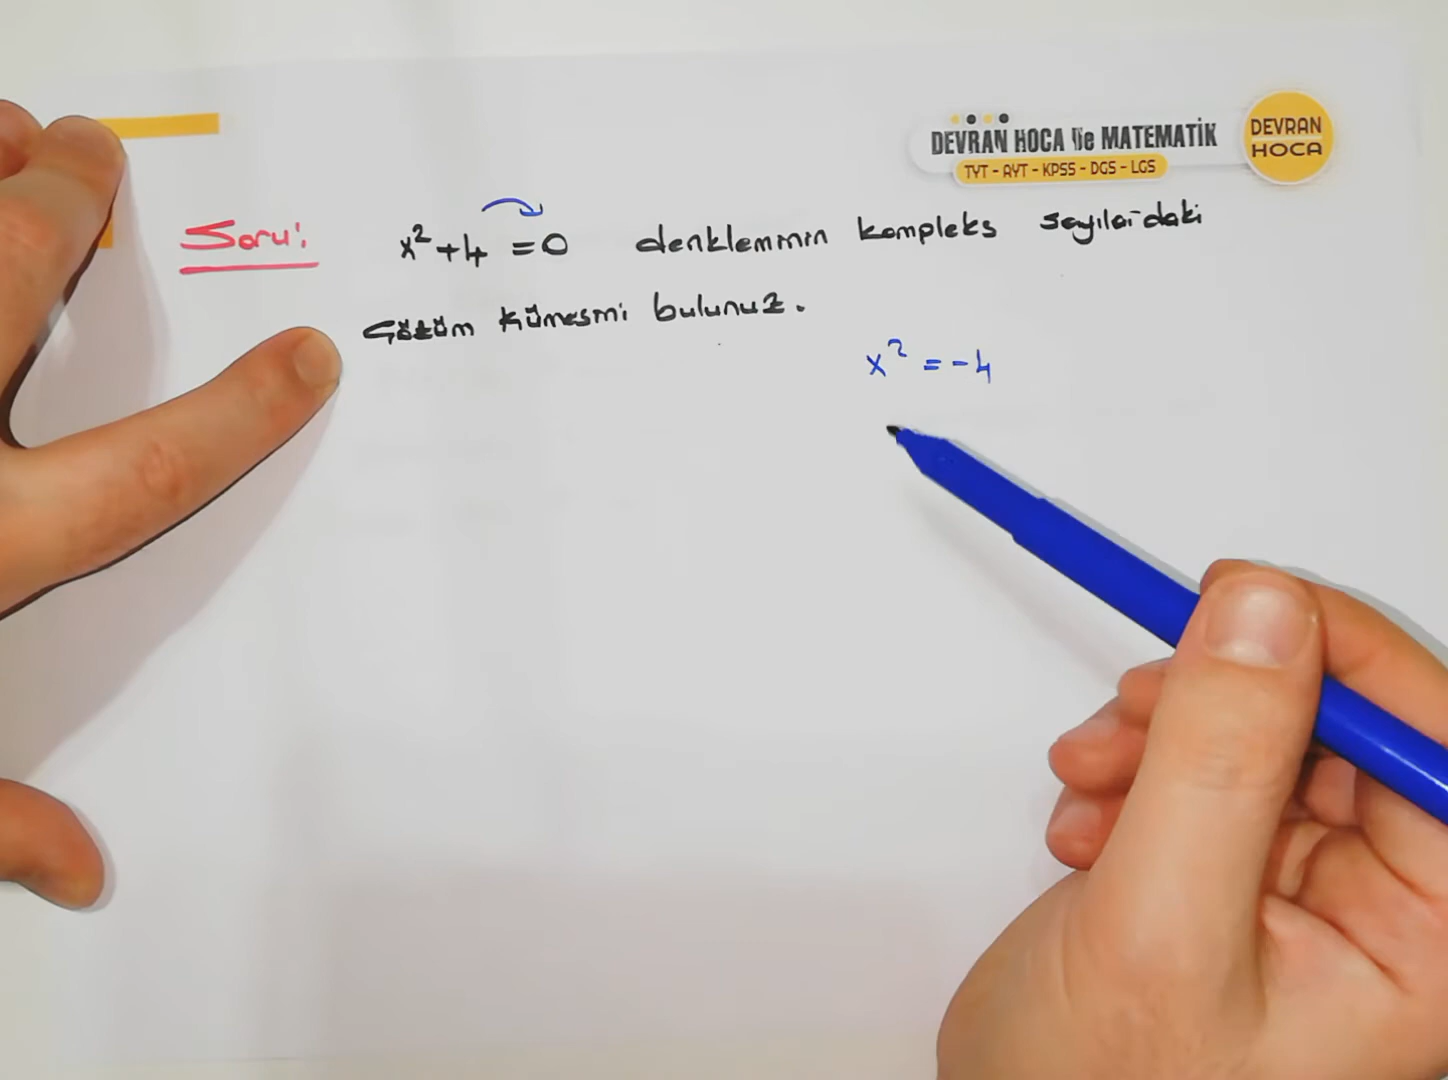 DEVRAN HOCA ile MATEMATİK
TYT - AYT - KPSS - DGS - LGS
DEVRAN
HOCA
Soru: x² + 4 = 0 denkleminin kompleks sayılardaki
Çözüm Kümesini bulunuz.
x² = -4